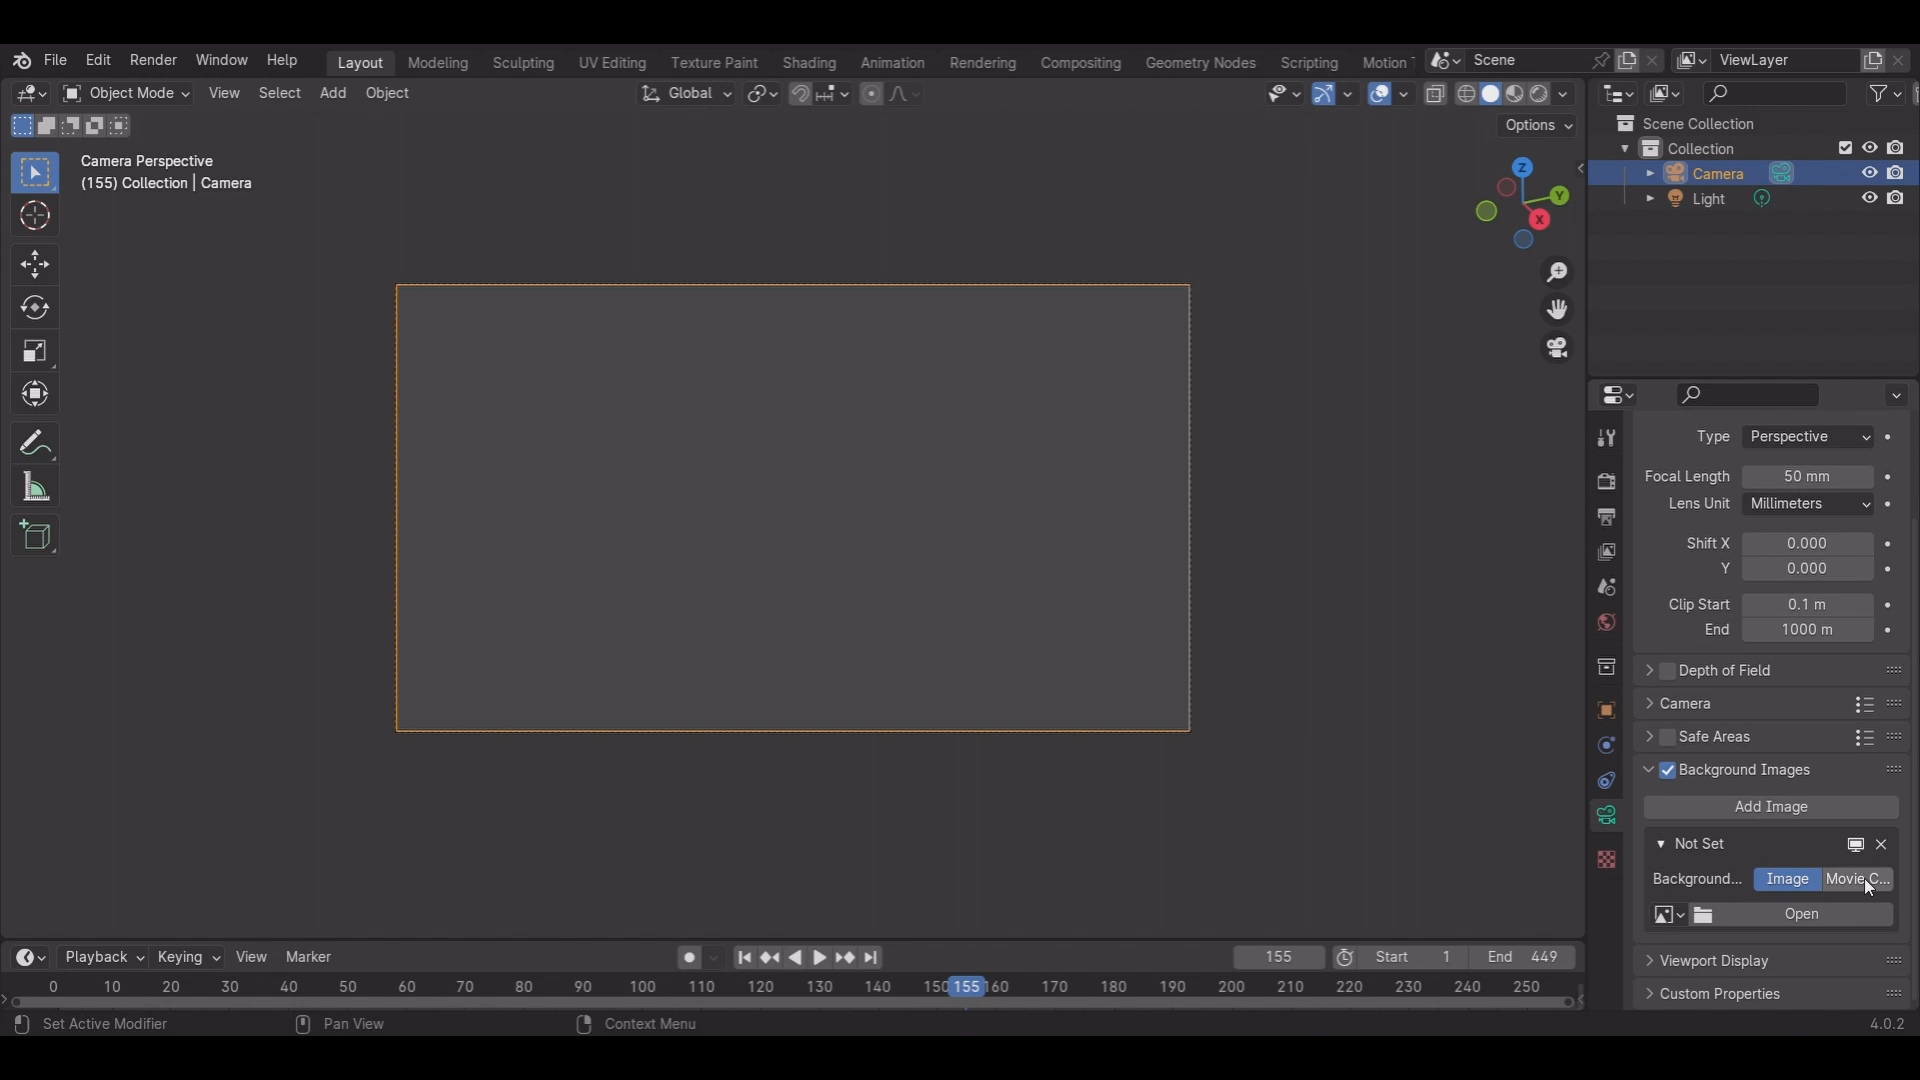 File Edit Render Window Help Layout Modeling Sculpting UV Editing Texture Paint Shading Animation Rendering Compositing Geometry Nodes Scripting Motion Scene ViewLayer
Object Mode View Select Add Object Global
Options
Camera Perspective
(155) Collection | Camera
Z
Y
X
Scene Collection
Collection
Camera
Light
Type Perspective
Focal Length 50 mm
Lens Unit Millimeters
Shift X 0.000
Y 0.000
Clip Start 0.1 m
End 1000 m
Depth of Field
Camera
Safe Areas
Background Images
Add Image
Not Set
Background... Image Movie C...
Open
Viewport Display
Custom Properties
Playback Keying View Marker 155 Start 1 End 449
0 10 20 30 40 50 60 70 80 90 100 110 120 130 140 150 155 160 170 180 190 200 210 220 230 240 250
Set Active Modifier Pan View Context Menu 4.0.2